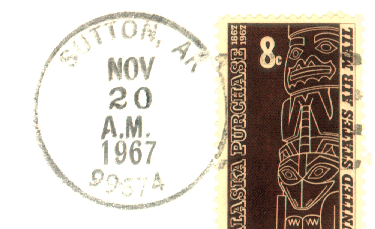 SUTTON, AK
NOV
20
A.M.
1967
99674
8c
1867
1967
ALASKA PURCHASE
UNITED STATES AIR MAIL